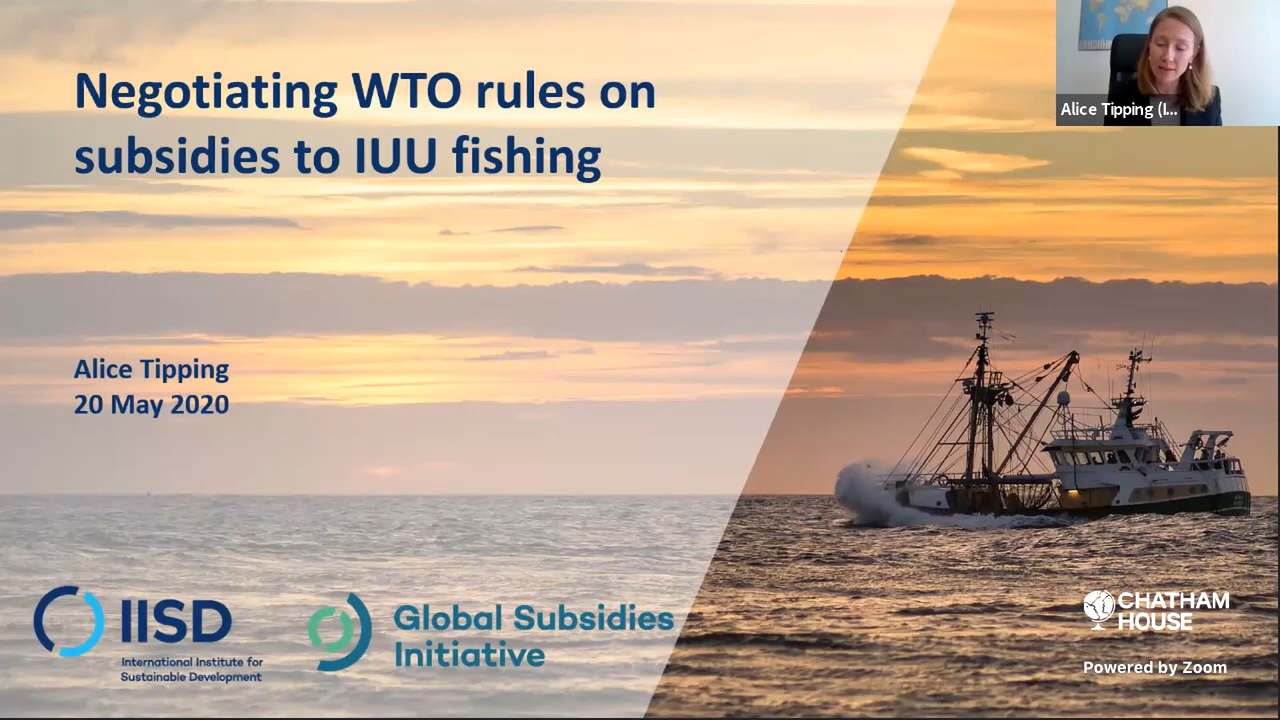 Negotiating WTO rules on
subsidies to IUU fishing
Alice Tipping (I...
Alice Tipping
20 May 2020
IISD
International Institute for
Sustainable Development
Global Subsidies
Initiative
CHATHAM
HOUSE
Powered by Zoom